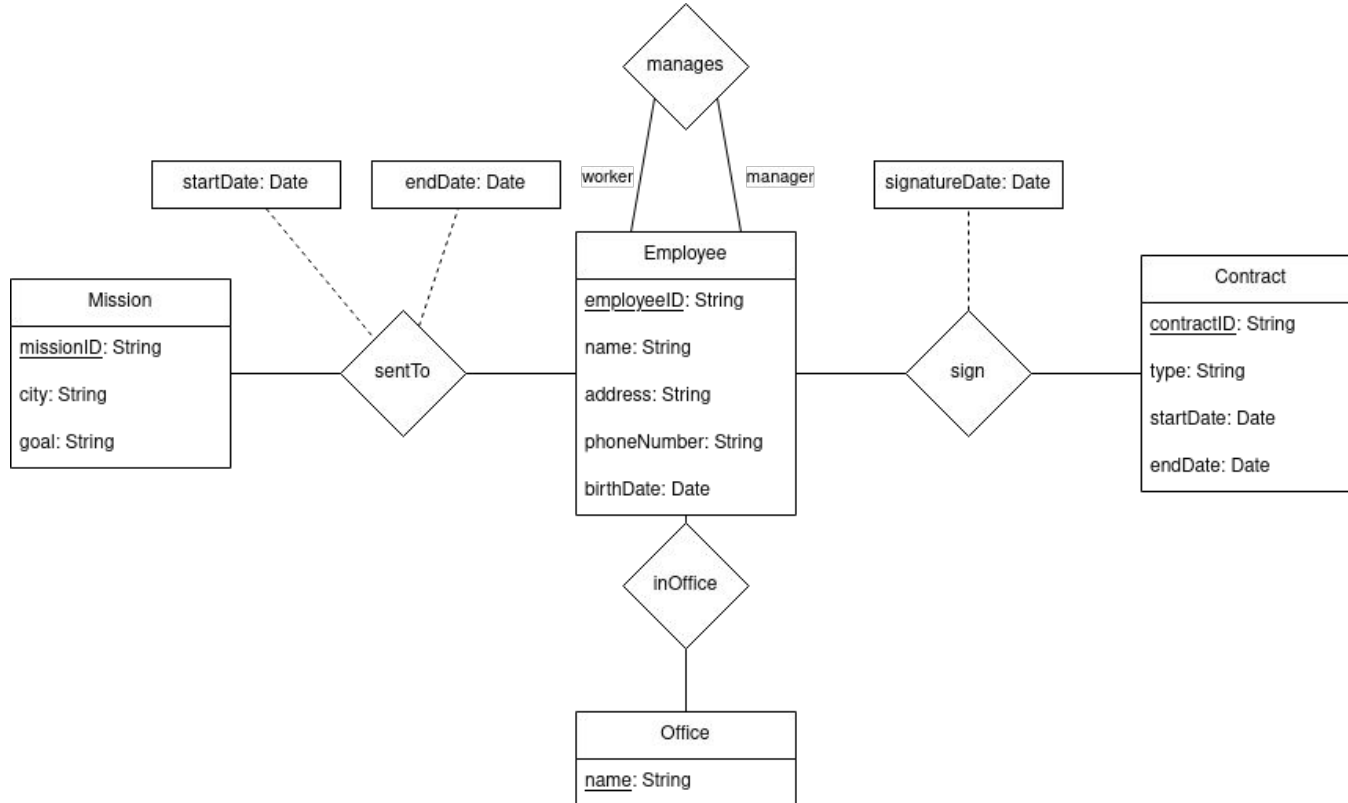 manages
startDate: Date
endDate: Date
worker
manager
signatureDate: Date
Mission
missionID: String
city: String
goal: String
sentTo
Employee
employeeID: String
name: String
address: String
phoneNumber: String
birthDate: Date
sign
Contract
contractID: String
type: String
startDate: Date
endDate: Date
inOffice
Office
name: String